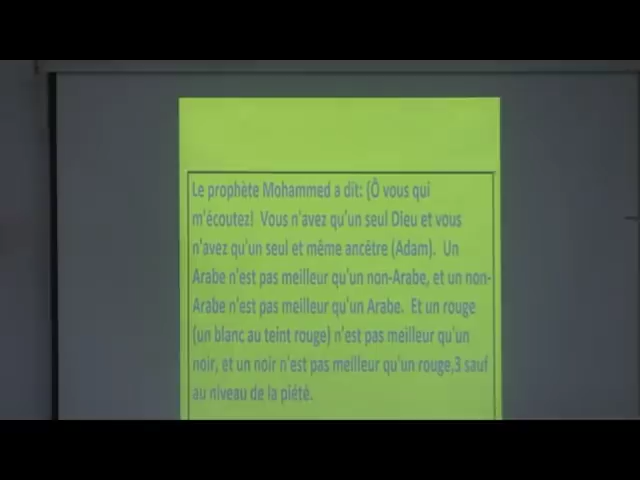 Le prophète Mohammed a dit: (Ô vous qui
m'écoutez! Vous n'avez qu'un seul Dieu et vous
n'avez qu'un seul et même ancêtre (Adam). Un
Arabe n'est pas meilleur qu'un non-Arabe, et un non-
Arabe n'est pas meilleur qu'un Arabe. Et un rouge
(un blanc au teint rouge) n'est pas meilleur qu'un
noir, et un noir n'est pas meilleur qu'un rouge,3 sauf
au niveau de la piété.